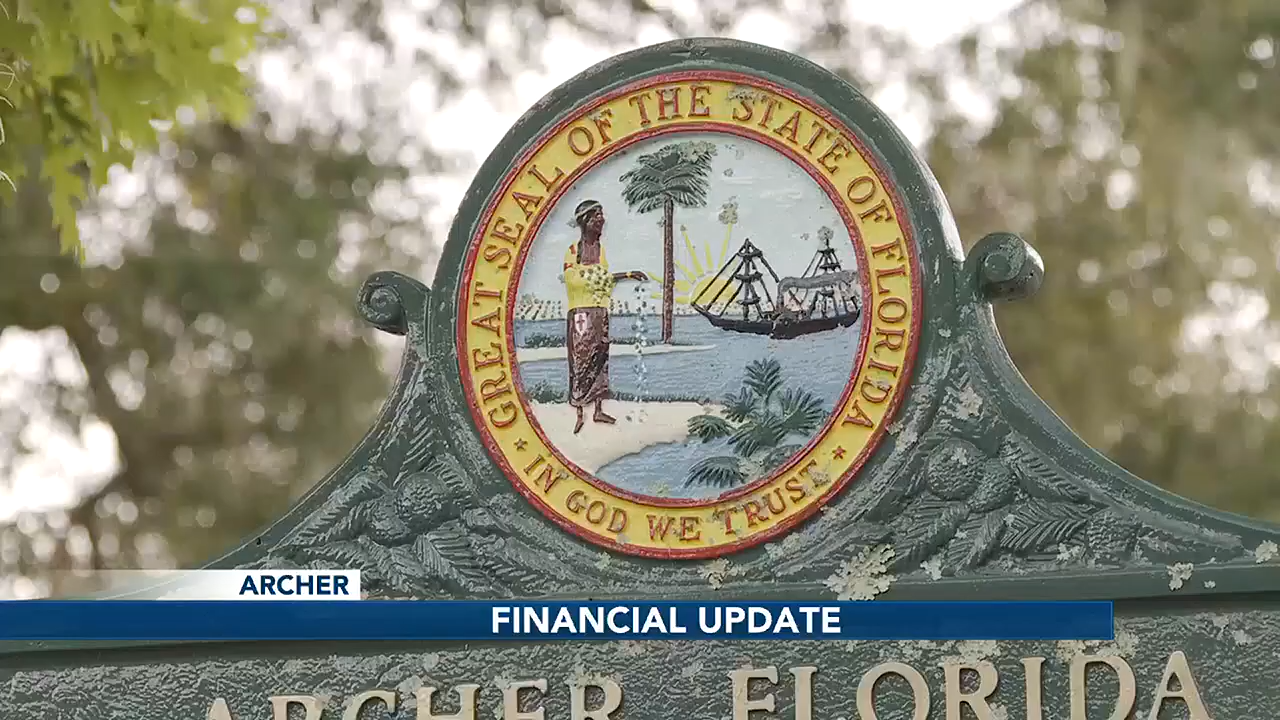 GREAT SEAL OF THE STATE OF FLORIDA
IN GOD WE TRUST
ARCHER
FINANCIAL UPDATE
ARCHER FLORIDA